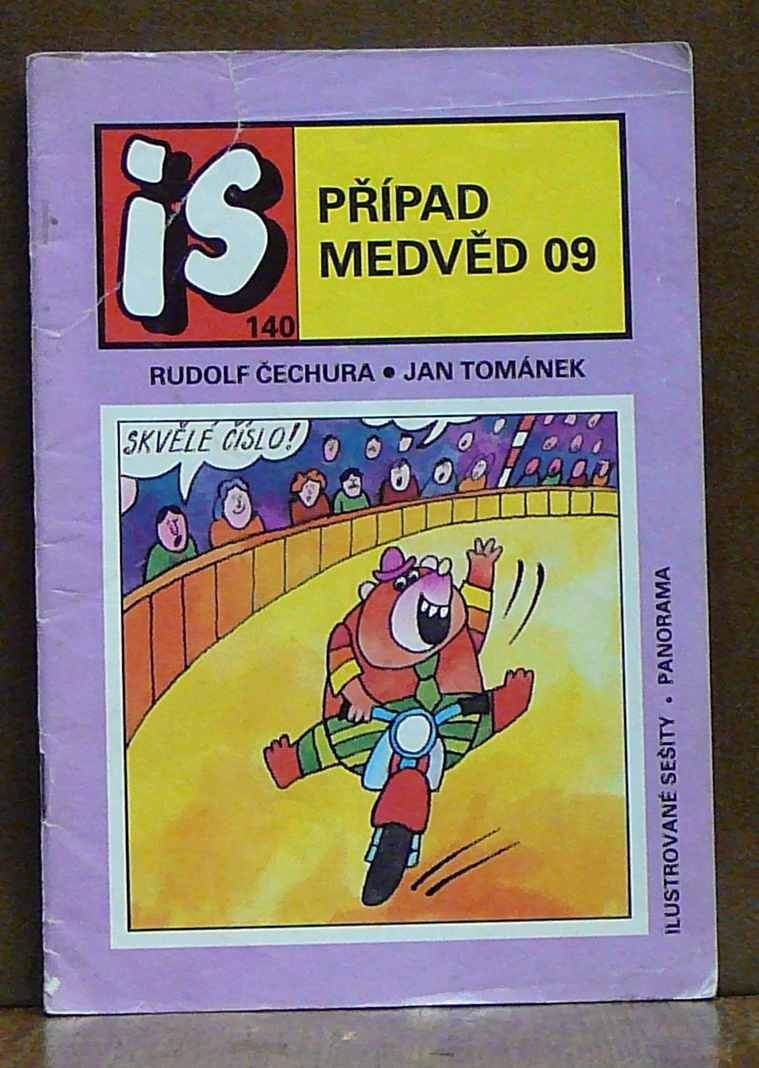 is
140
PŘÍPAD
MEDVĚD 09
RUDOLF ČECHURA • JAN TOMÁNEK
SKVĚLÉ ČÍSLO!
ILUSTROVANÉ SEŠITY • PANORAMA